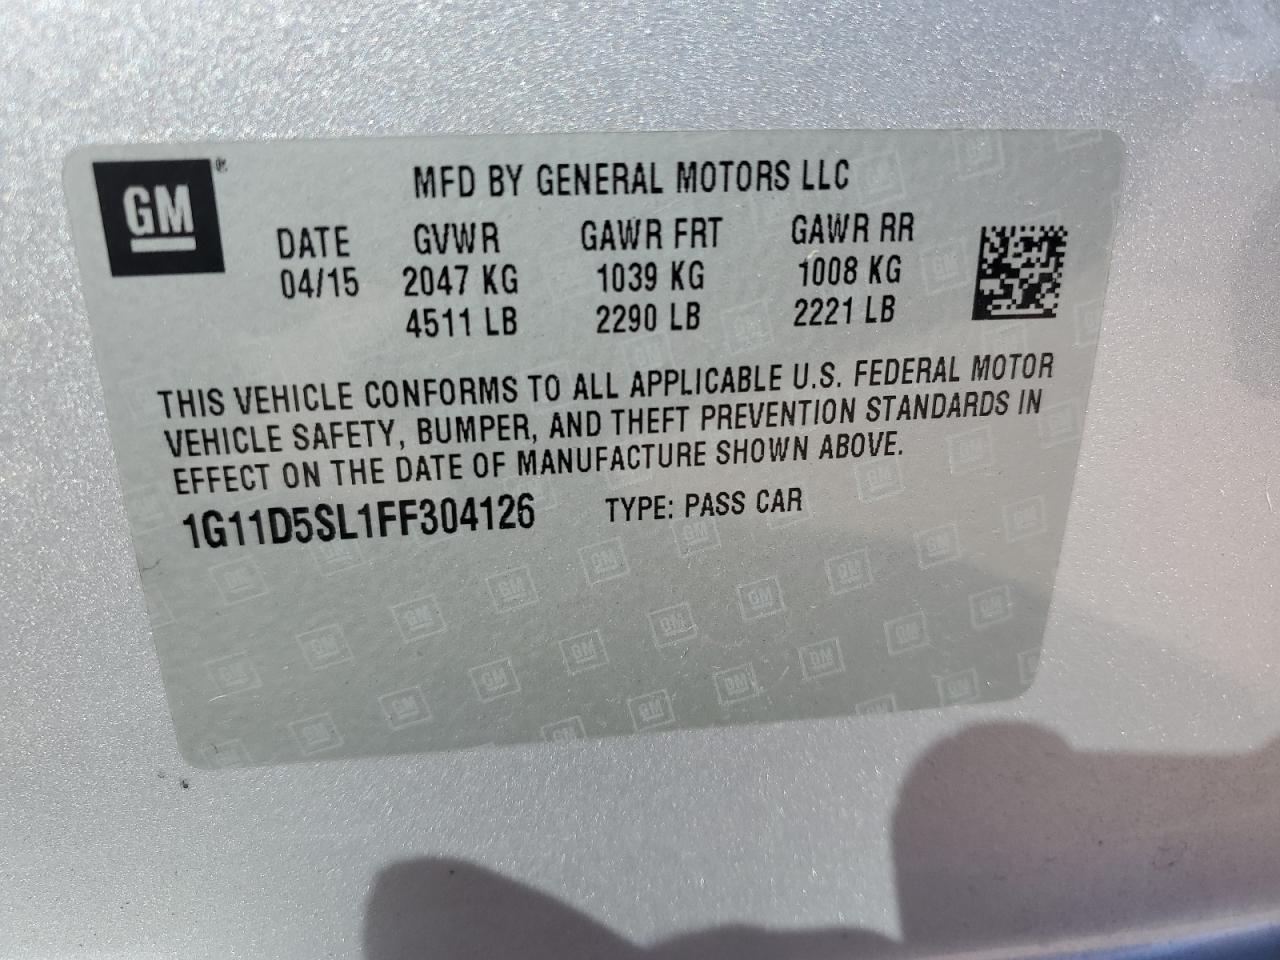 GM®
MFD BY GENERAL MOTORS LLC
DATE GVWR GAWR FRT GAWR RR
04/15 2047 KG 1039 KG 1008 KG
4511 LB 2290 LB 2221 LB
THIS VEHICLE CONFORMS TO ALL APPLICABLE U.S. FEDERAL MOTOR
VEHICLE SAFETY, BUMPER, AND THEFT PREVENTION STANDARDS IN
EFFECT ON THE DATE OF MANUFACTURE SHOWN ABOVE.
1G11D5SL1FF304126 TYPE: PASS CAR